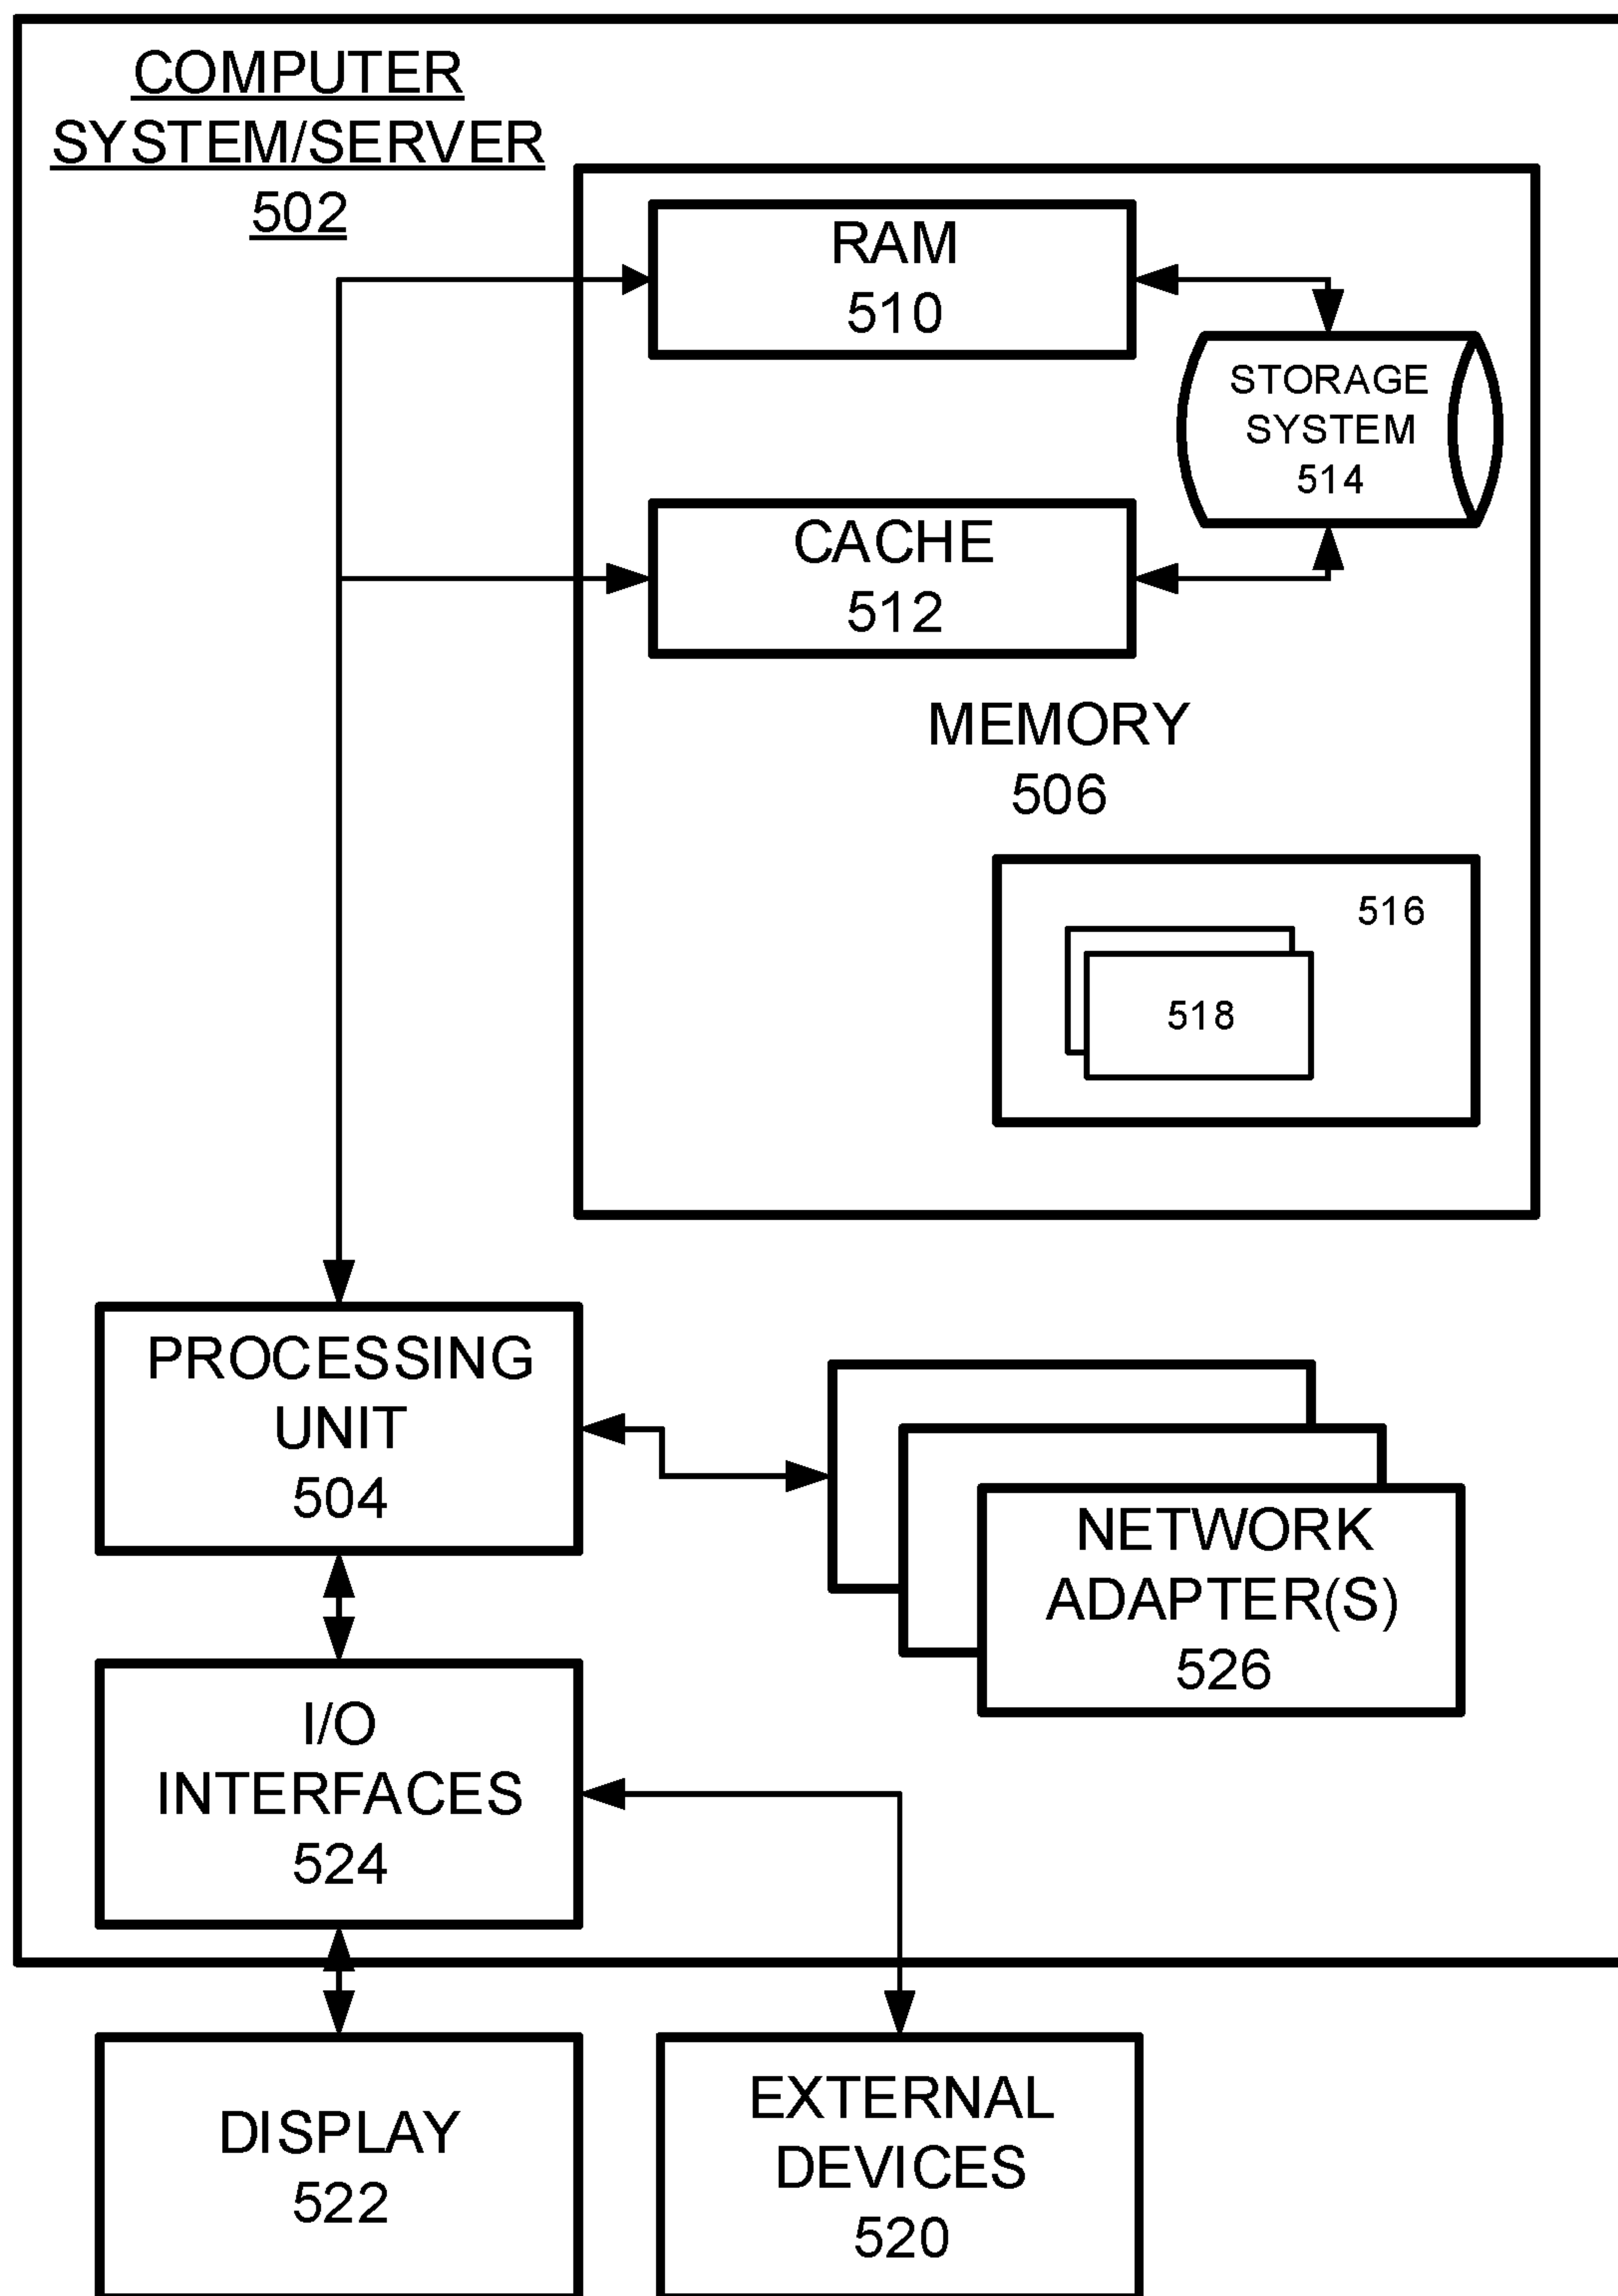 COMPUTER
SYSTEM/SERVER
502
RAM
510
STORAGE
SYSTEM
514
CACHE
512
MEMORY
506
516
518
PROCESSING
UNIT
504
NETWORK
ADAPTER(S)
526
I/O
INTERFACES
524
DISPLAY
522
EXTERNAL
DEVICES
520